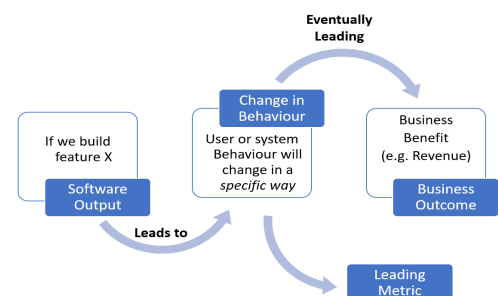 Eventually
Leading
Change in
Behaviour
If we build
feature X
User or system
Behaviour will
change in a
specific way
Business
Benefit
(e.g. Revenue)
Software
Output
Business
Outcome
Leads to
Leading
Metric